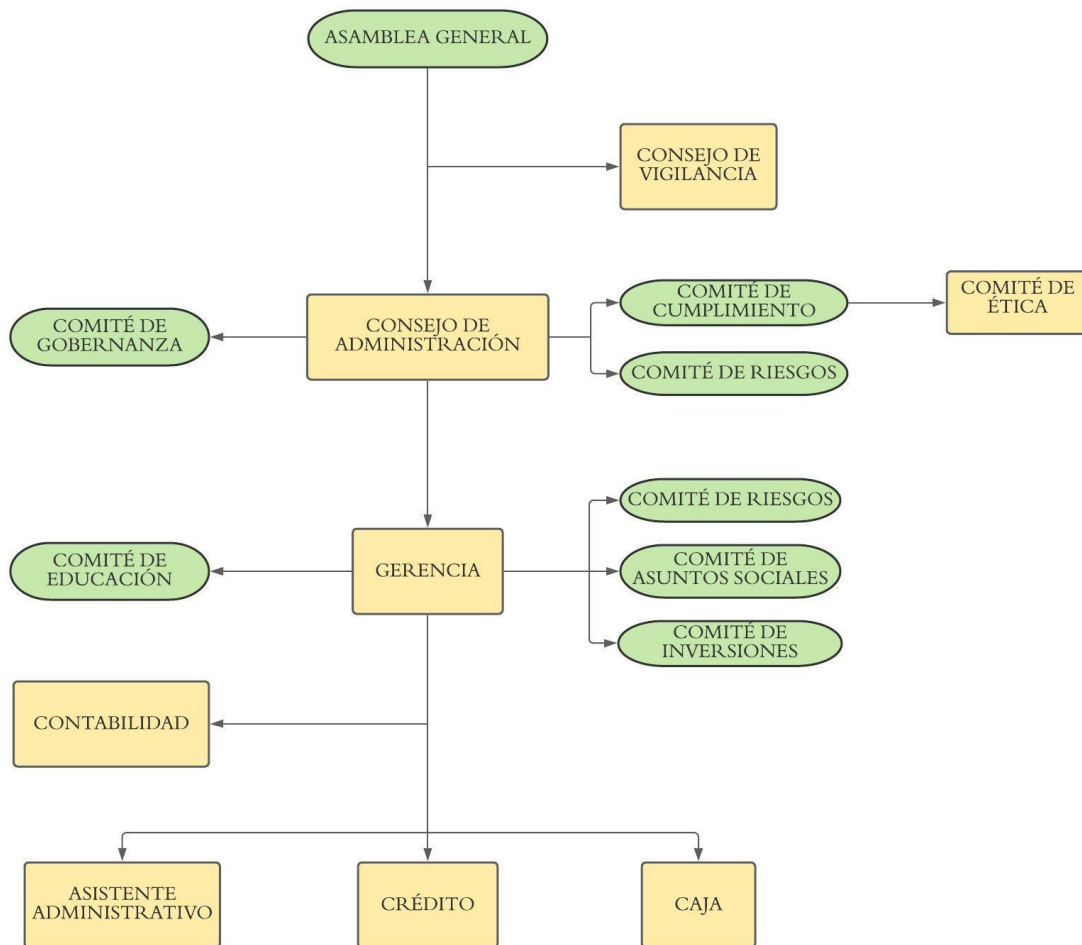 ASAMBLEA GENERAL
CONSEJO DE
VIGILANCIA
COMITÉ DE
GOBERNANZA
CONSEJO DE
ADMINISTRACIÓN
COMITÉ DE
CUMPLIMIENTO
COMITÉ DE
ÉTICA
COMITÉ DE RIESGOS
COMITÉ DE RIESGOS
COMITÉ DE
EDUCACIÓN
GERENCIA
COMITÉ DE
ASUNTOS SOCIALES
COMITÉ DE
INVERSIONES
CONTABILIDAD
ASISTENTE
ADMINISTRATIVO
CRÉDITO
CAJA